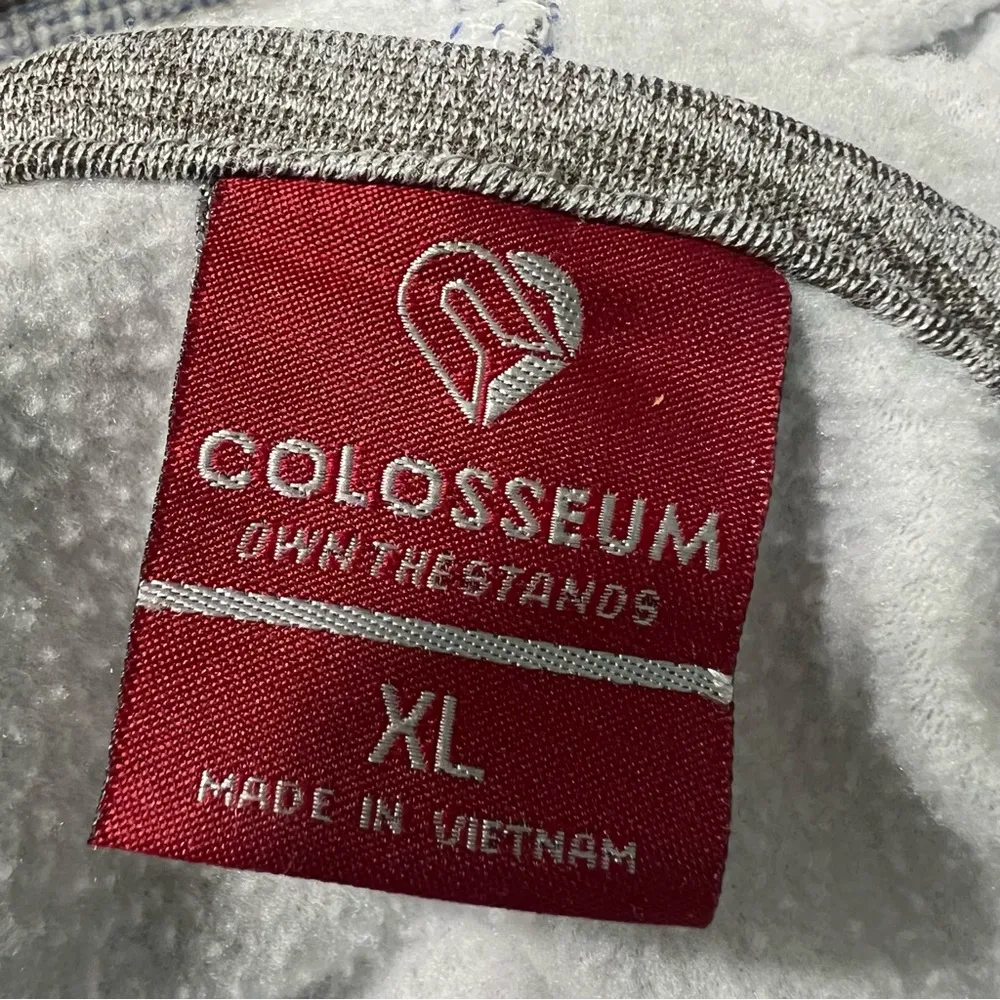 COLOSSEUM
OWN THE STANDS
XL
MADE IN VIETNAM